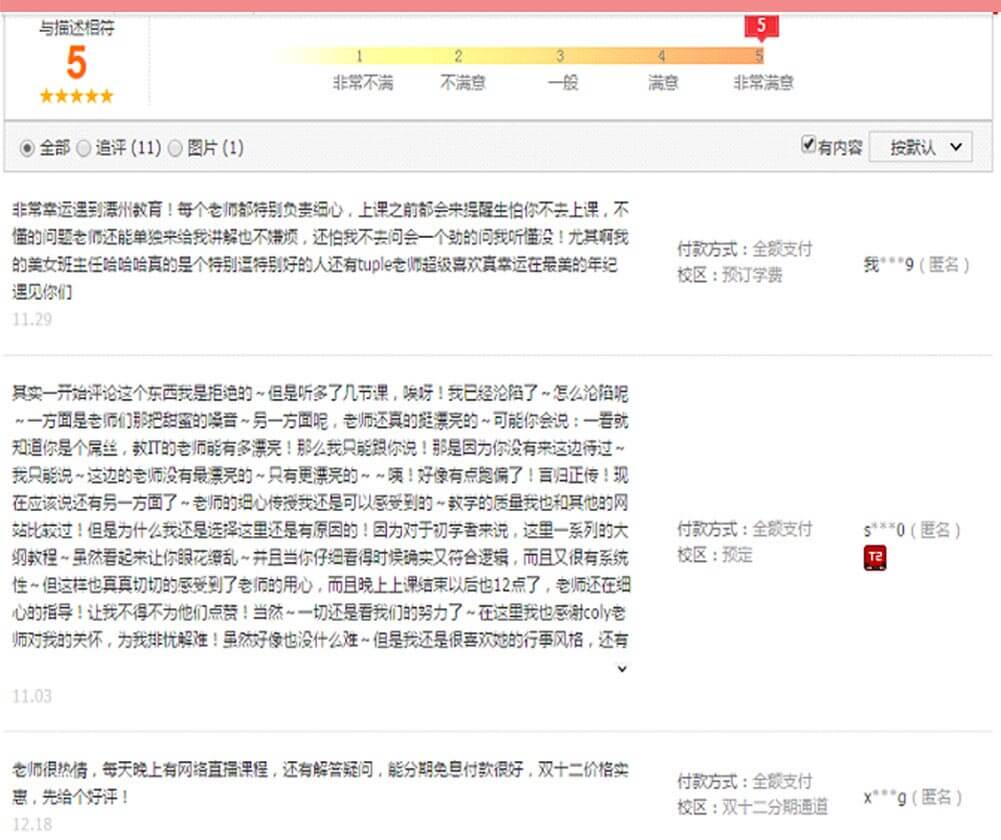 与描述相符
5
5
1 2 3 4 5
非常不满 不满意 一般 满意 非常满意
全部 追评 (11) 图片 (1) 有内容 按默认
非常幸运遇到潭州教育！每个老师都特别负责细心，上课之前都会来提醒生怕你不去上课，不
懂的问题老师还能单独来给我讲解也不嫌烦，还怕我不去问会一个劲的问我听懂没！尤其啊我
的美女班主任哈哈哈真的是个特别逗特别好的人还有tuple老师超级喜欢真幸运在最美的年纪
遇见你们
11.29
付款方式：全额支付
校区：预订学费
我***9（匿名）
其实一开始评论这个东西我是拒绝的～但是听多了几节课，唉呀！我已经沦陷了～怎么沦陷呢
～一方面是老师们那把甜蜜的嗓音～另一方面呢，老师还真的挺漂亮的～可能你会说：一看就
知道你是个屌丝，教IT的老师能有多漂亮！那么我只能跟你说！那是因为你没有来这边待过～
我只能说～这边的老师没有最漂亮的～只有更漂亮的～～咦！好像有点跑偏了！言归正传！现
在应该说还有另一方面了～老师的细心传授我还是可以感受到的～教学的质量我也和其他的网
站比较过！但是为什么我还是选择这里还是有原因的！因为对于初学者来说，这里一系列的大
纲教程～虽然看起来让你眼花缭乱～并且当你仔细看得时候确实又符合逻辑，而且又很有系统
性～但这样也真真切切的感受到了老师的用心，而且晚上上课结束以后也12点了，老师还在细
心的指导！让我不得不为他们点赞！当然～一切还是看我们的努力了～在这里我也感谢coly老
师对我的关怀，为我排忧解难！虽然好像也没什么难～但是我还是很喜欢她的行事风格，还有
11.03
付款方式：全额支付
校区：预定
s***0（匿名）
T2
老师很热情，每天晚上有网络直播课程，还有解答疑问，能分期免息付款很好，双十二价格实
惠，先给个好评！
12.18
付款方式：全额支付
校区：双十二分期通道
x***g（匿名）